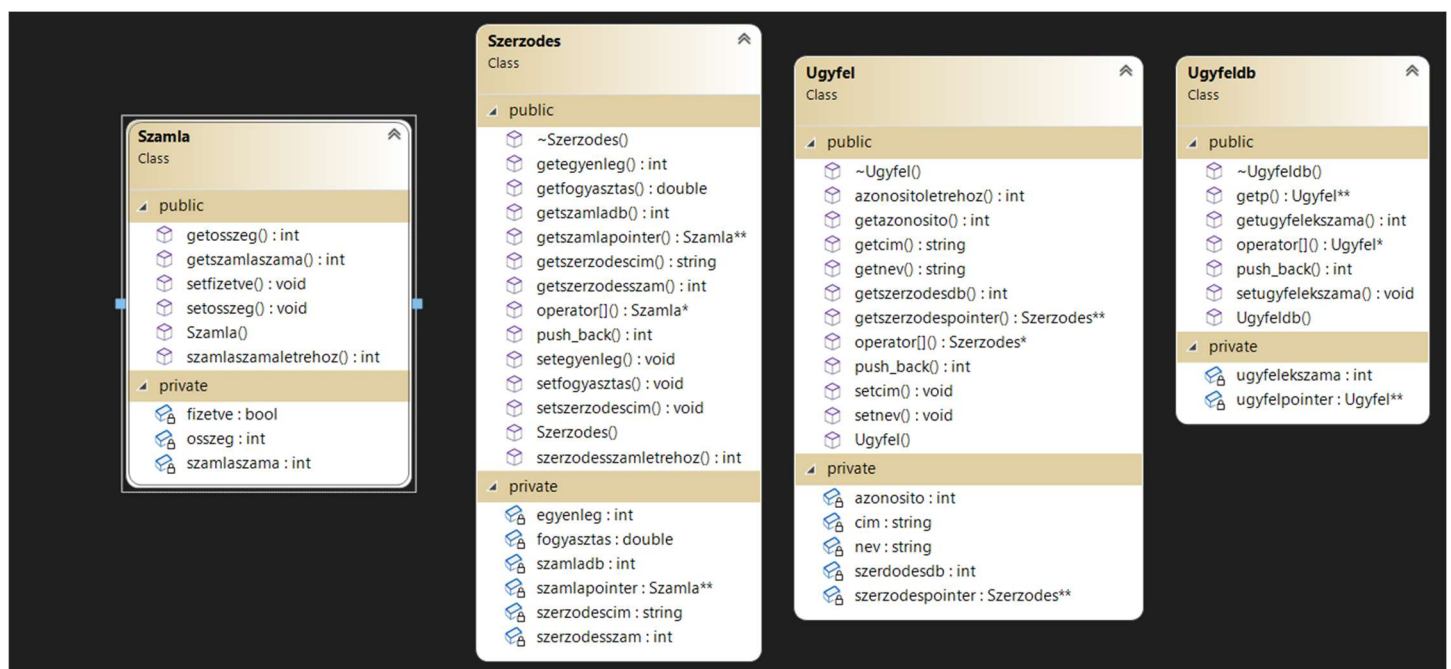 Szamla
Class
public
getosszeg() : int
getszamlaszama() : int
setfizetve() : void
setosszeg() : void
Szamla()
szamlaszamaletrehoz() : int
private
fizetve : bool
osszeg : int
szamlaszama : int
Szerzodes
Class
public
~Szerzodes()
getegyenleg() : int
getfogyasztas() : double
getszamladb() : int
getszamlapointer() : Szamla**
getszerzodescim() : string
getszerzodesszam() : int
operator[]() : Szamla*
push_back() : int
setegyenleg() : void
setfogyasztas() : void
setszerzodescim() : void
Szerzodes()
szerzodesszamletrehoz() : int
private
egyenleg : int
fogyasztas : double
szamladb : int
szamlapointer : Szamla**
szerzodescim : string
szerzodesszam : int
Ugyfel
Class
public
~Ugyfel()
azonositoletrehoz() : int
getazonosito() : int
getcim() : string
getnev() : string
getszerzodesdb() : int
getszerzodespointer() : Szerzodes**
operator[]() : Szerzodes*
push_back() : int
setcim() : void
setnev() : void
Ugyfel()
private
azonosito : int
cim : string
nev : string
szerdodesdb : int
szerzodespointer : Szerzodes**
Ugyfeldb
Class
public
~Ugyfeldb()
getp() : Ugyfel**
getugyfelekszama() : int
operator[]() : Ugyfel*
push_back() : int
setugyfelekszama() : void
Ugyfeldb()
private
ugyfelekszama : int
ugyfelpointer : Ugyfel**